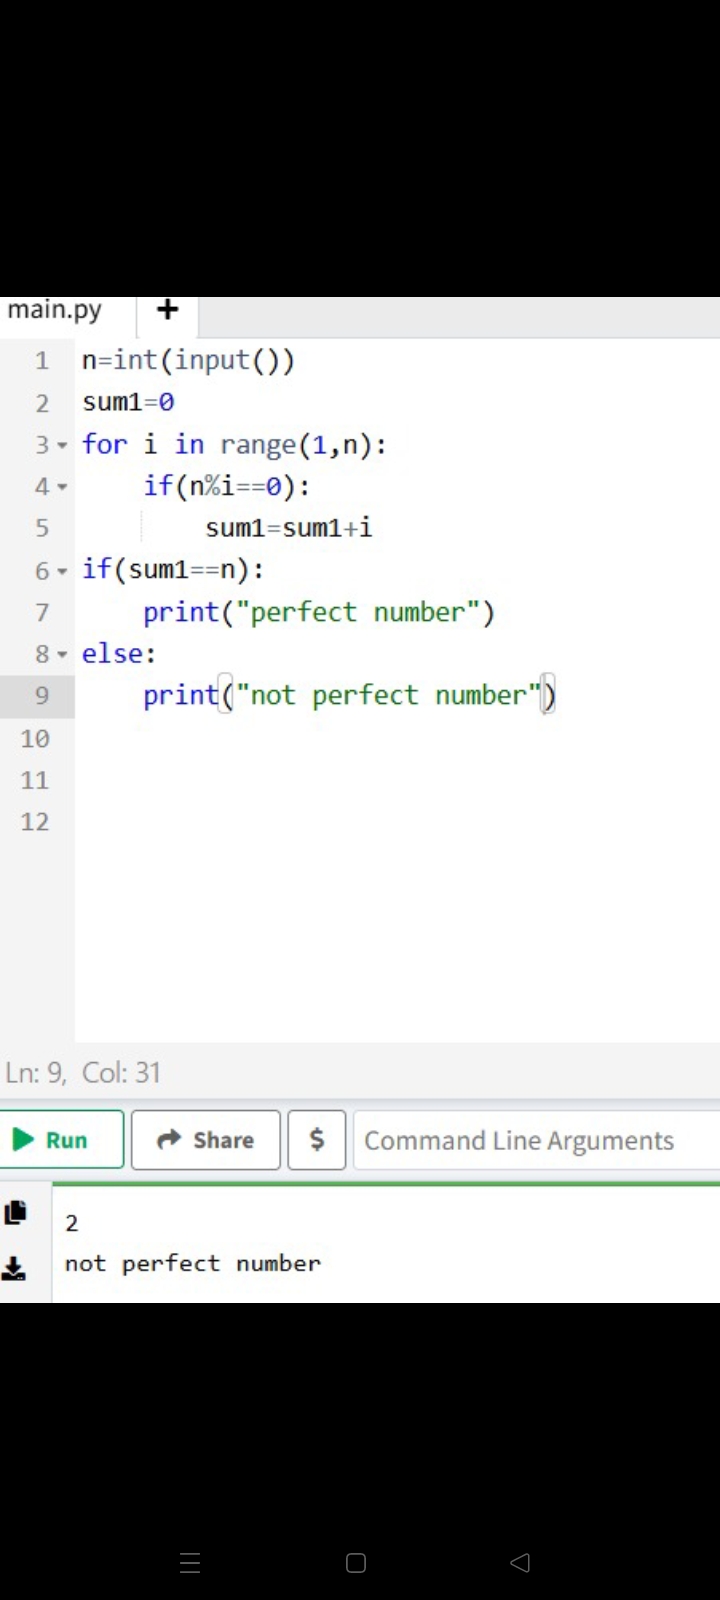 main.py +
1 n=int(input())
2 sum1=0
3 for i in range(1,n):
4     if(n%i==0):
5         sum1=sum1+i
6 if(sum1==n):
7     print("perfect number")
8 else:
9     print("not perfect number")
10
11
12
Ln: 9, Col: 31
Run Share $ Command Line Arguments
2
not perfect number